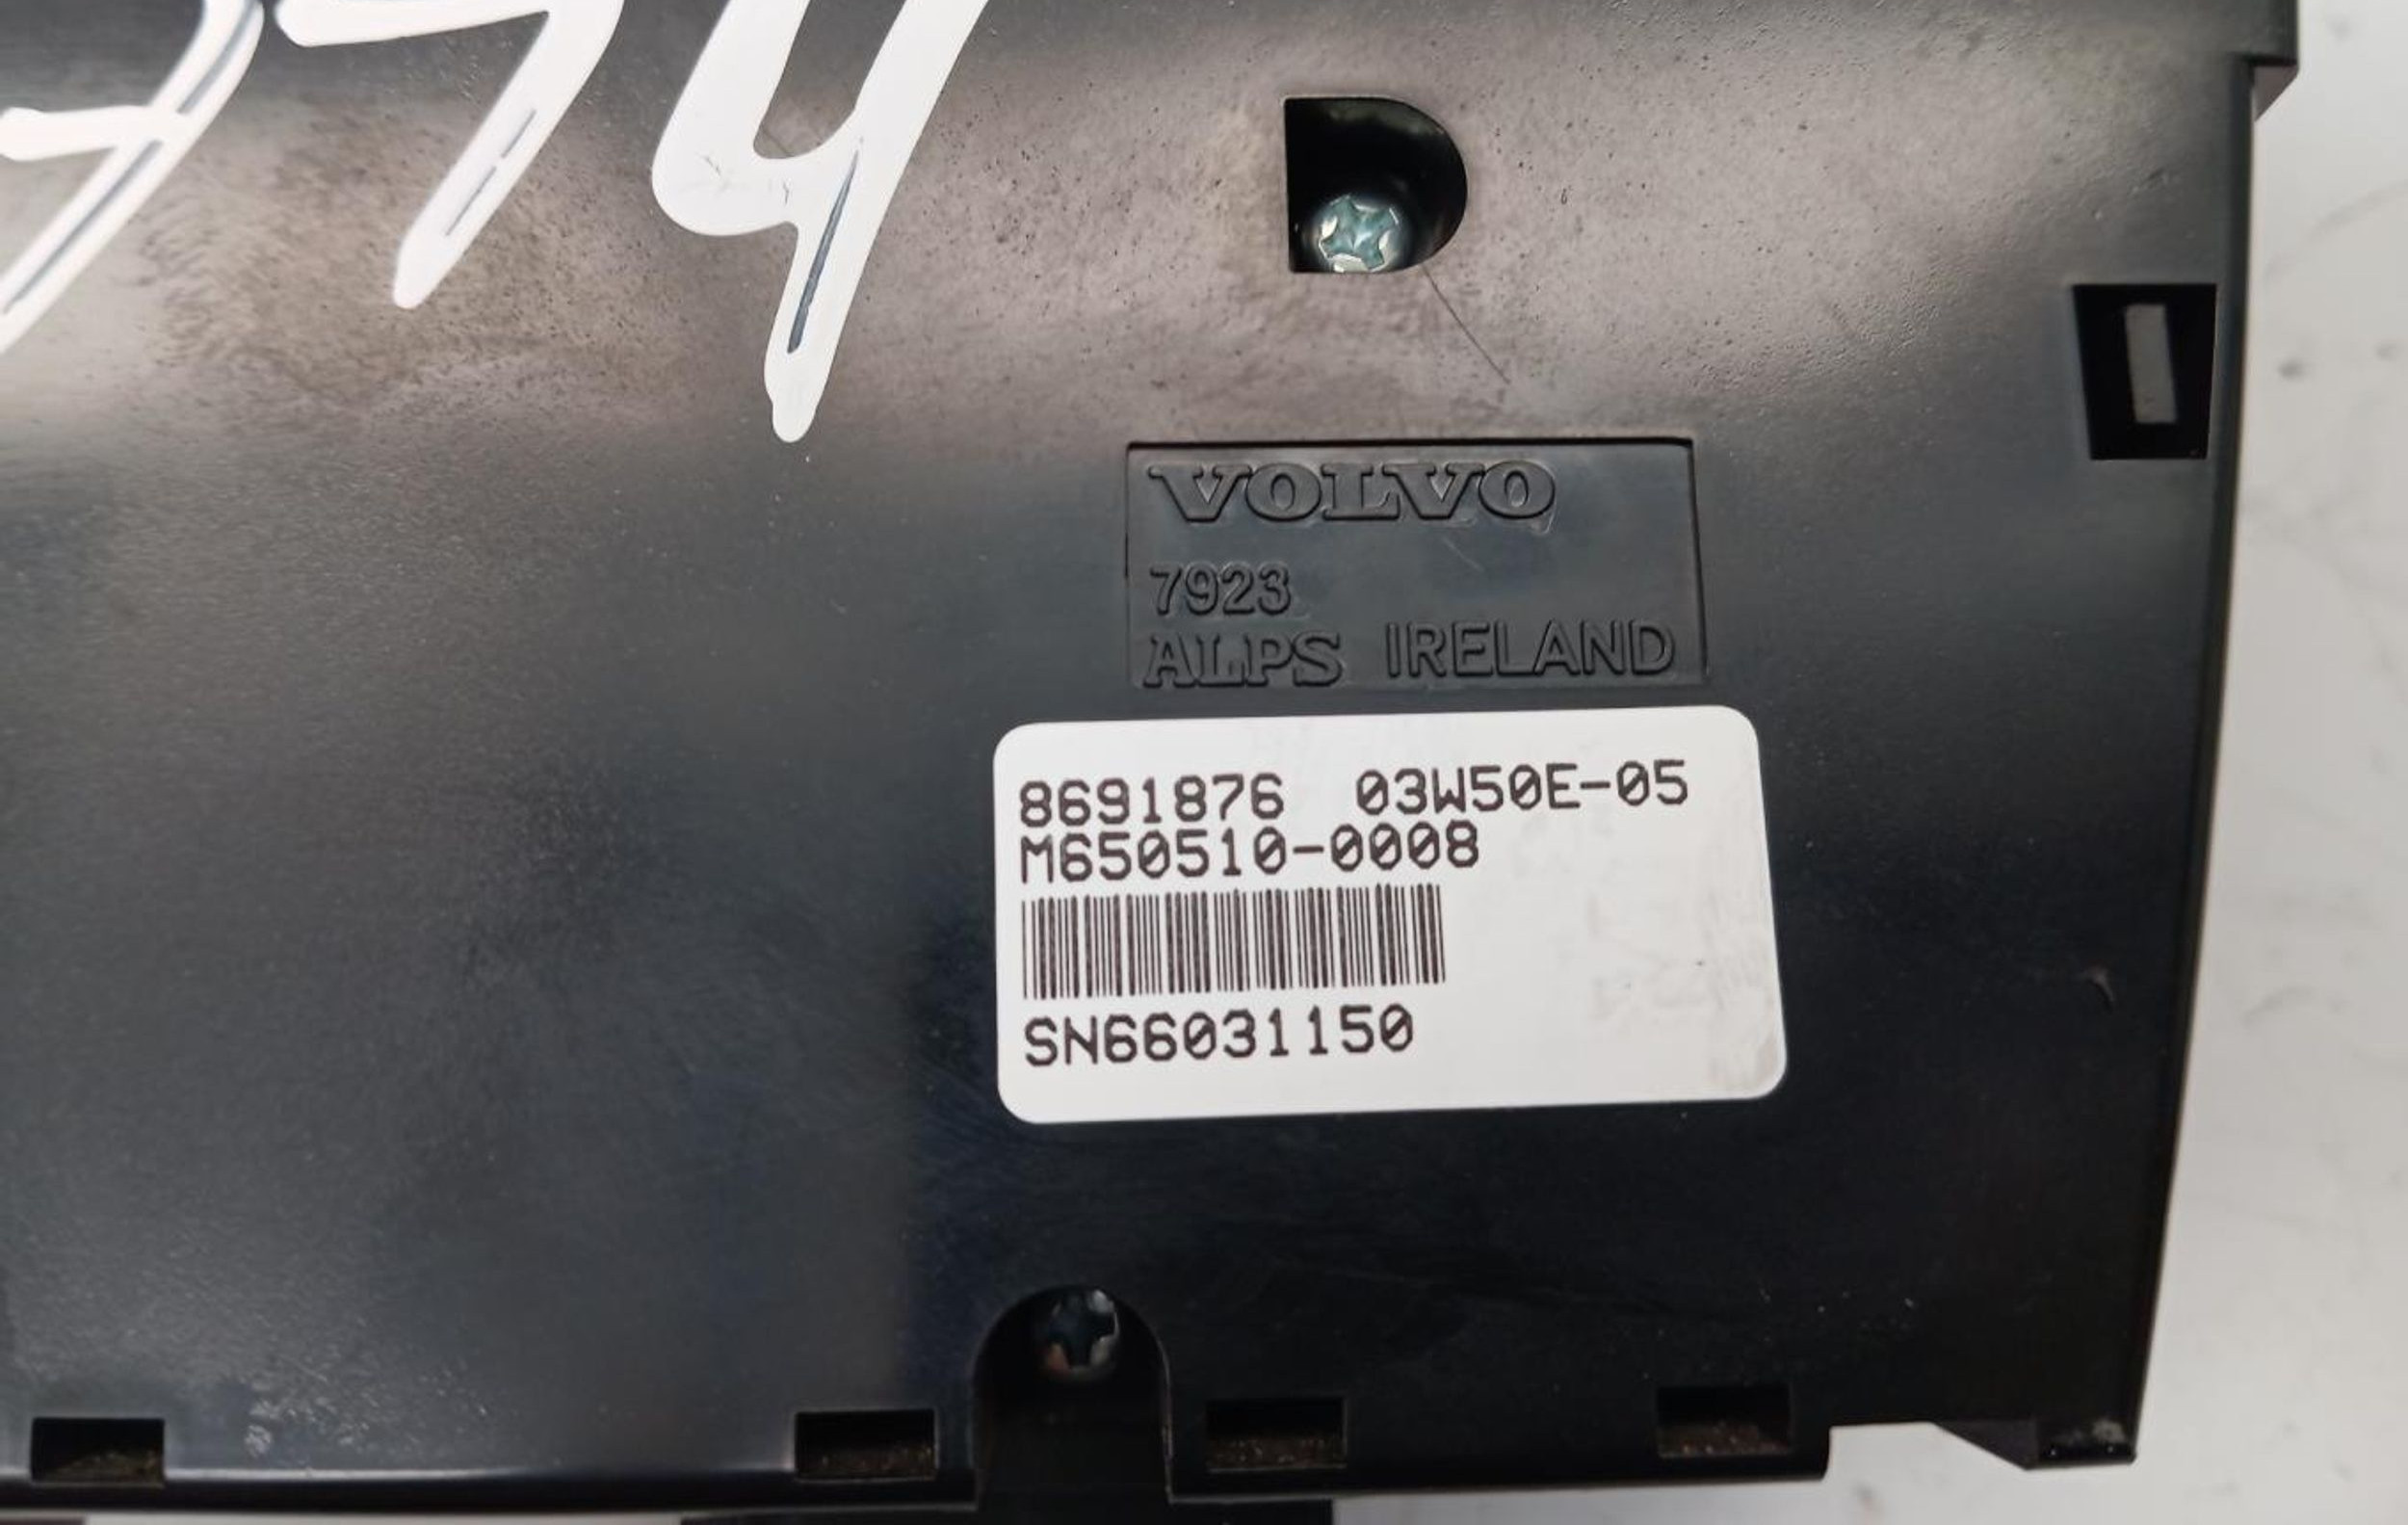 VOLVO
7923
ALPS IRELAND
8691876 03W50E-05
M650510-0008
SN66031150